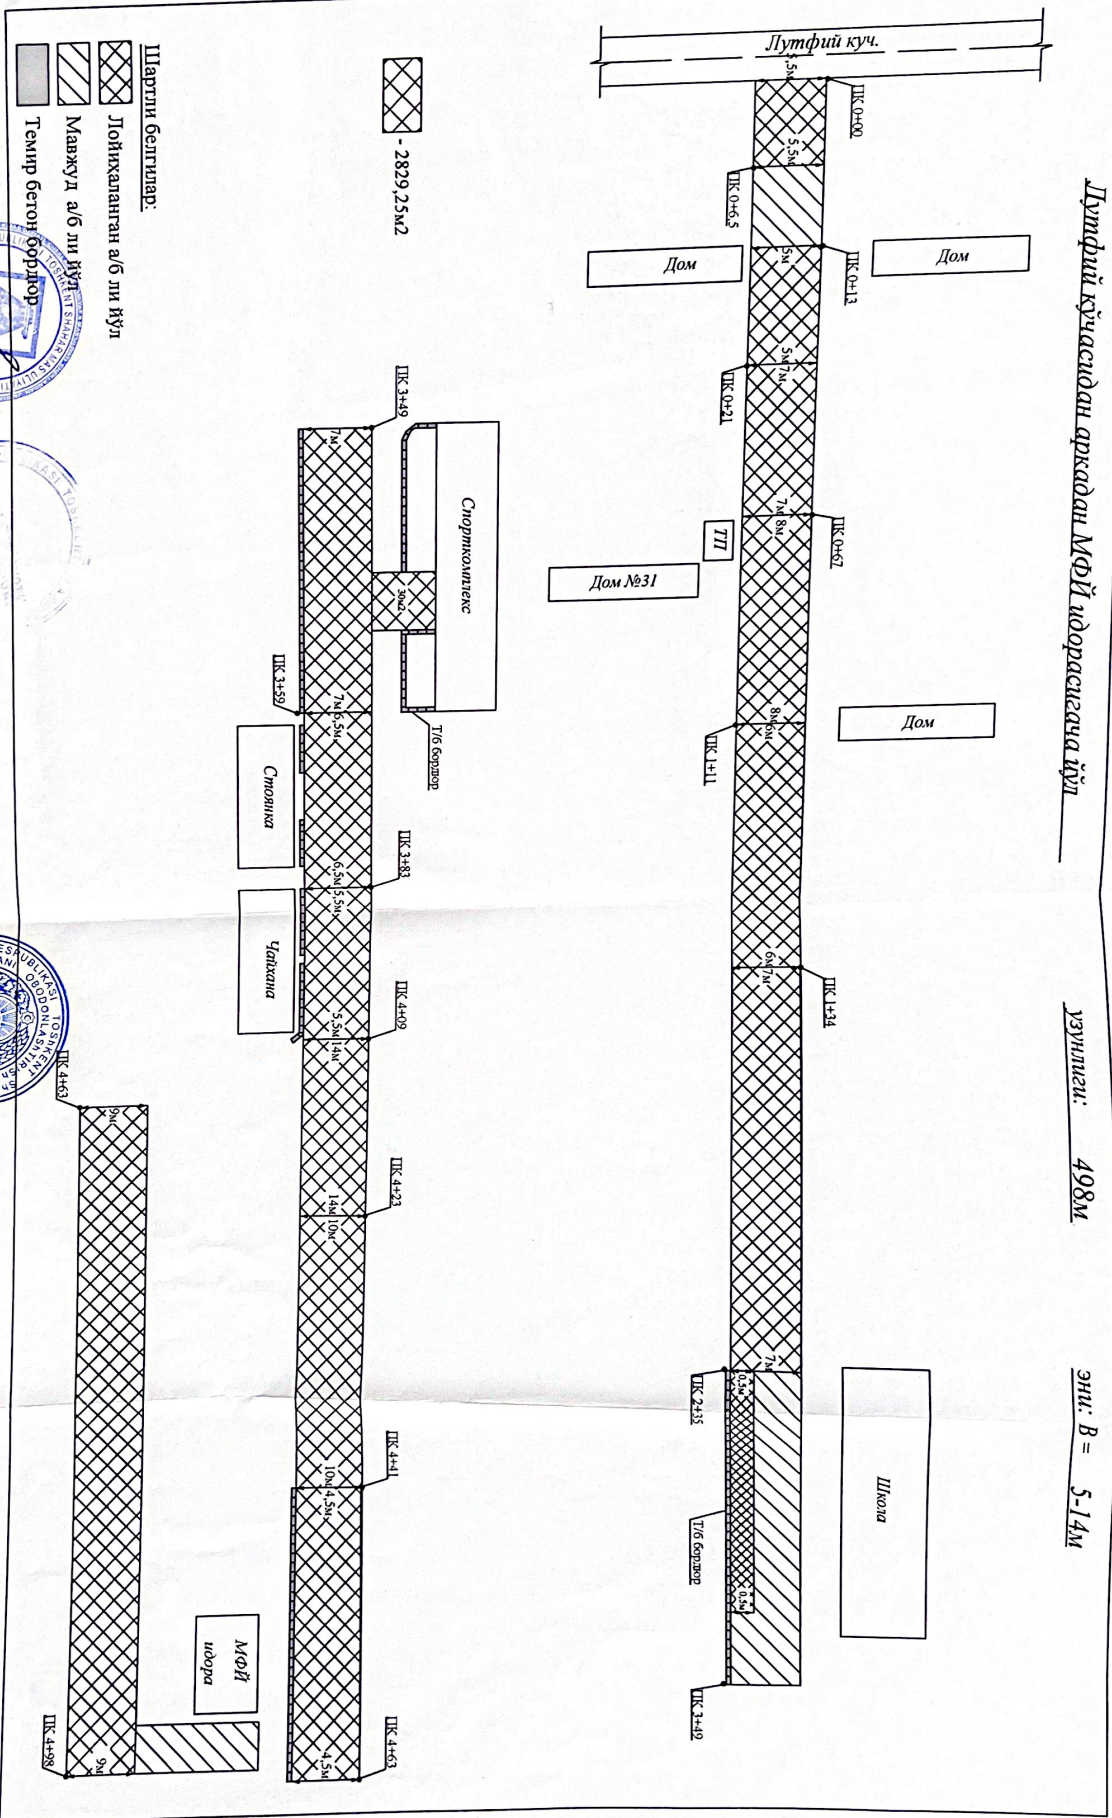 Лутфий кўчасидан аркадан МФЙ идорасигача йўл
узунлиги: 498м
эни: В = 5-14м
Лутфий куч.
5,5м
ПК 0+00
5,5м
ПК 0+6,5
ПК 0+13
5м
Дом
Дом
5м 7м
ПК 0+21
7м 8м
ПК 0+67
ТП
Дом №31
Дом
8м 6м
ПК 1+11
6м 7м
ПК 1+34
7м
ПК 2+35
0,5м
0,5м
Т/б бордюр
Школа
ПК 3+49
- 2829,25м2
ПК 3+49
7м
Спорткомплекс
30м2
Т/б бордюр
ПК 3+59
7м 6,5м
Стоянка
ПК 3+83
6,5м 5,5м
Чайхана
ПК 4+09
5,5м 14м
ПК 4+23
14м 10м
ПК 4+41
10м 4,5м
ПК 4+63
4,5м
ПК 4+63
9м
МФЙ
идора
ПК 4+98
9м
Шартли белгилар:
Лойихаланган а/б ли йўл
Мавжуд а/б ли йўл
Темир бетон бордюр